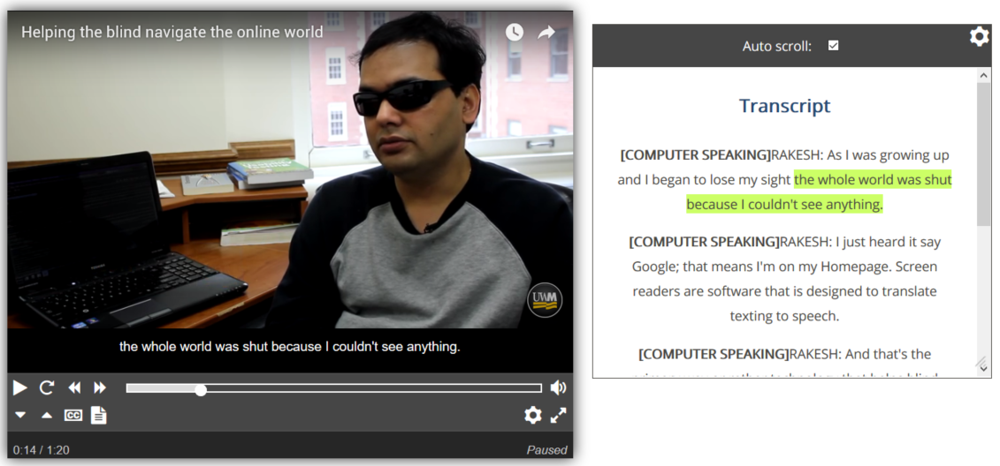 Helping the blind navigate the online world
UWM
the whole world was shut because I couldn't see anything.
CC
0:14 / 1:20
Paused
Auto scroll:
Transcript
[COMPUTER SPEAKING]RAKESH: As I was growing up
and I began to lose my sight the whole world was shut
because I couldn't see anything.
[COMPUTER SPEAKING]RAKESH: I just heard it say
Google; that means I'm on my Homepage. Screen
readers are software that is designed to translate
texting to speech.
[COMPUTER SPEAKING]RAKESH: And that's the